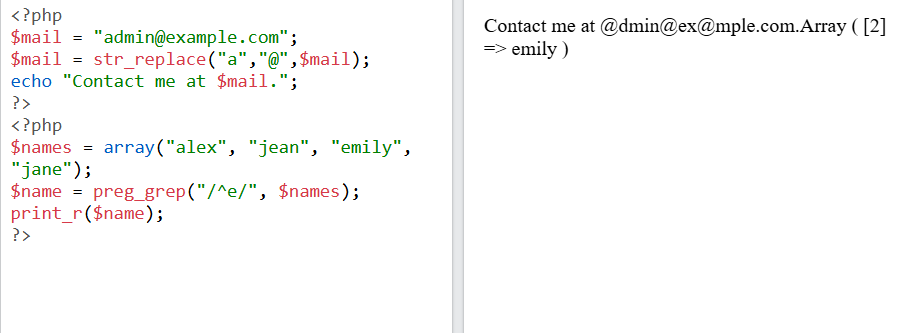 <?php
$mail = "admin@example.com";
$mail = str_replace("a","@",$mail);
echo "Contact me at $mail.";
?>
<?php
$names = array("alex", "jean", "emily",
"jane");
$name = preg_grep("/^e/", $names);
print_r($name);
?>
Contact me at @dmin@ex@mple.com.Array ( [2]
=> emily )